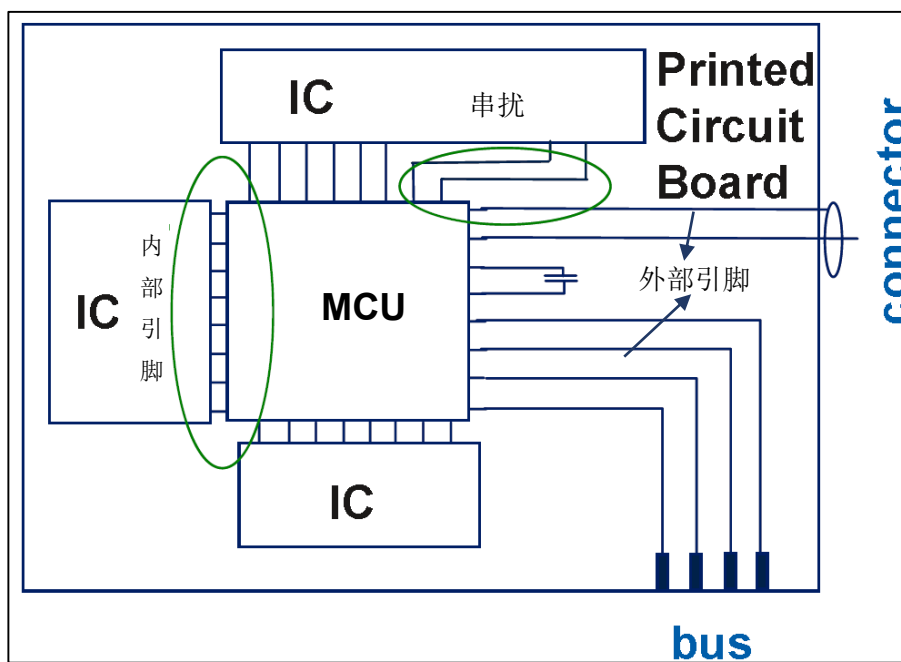 IC
串扰
Printed
Circuit
Board
connector
IC
内
部
引
脚
MCU
外部引脚
IC
bus